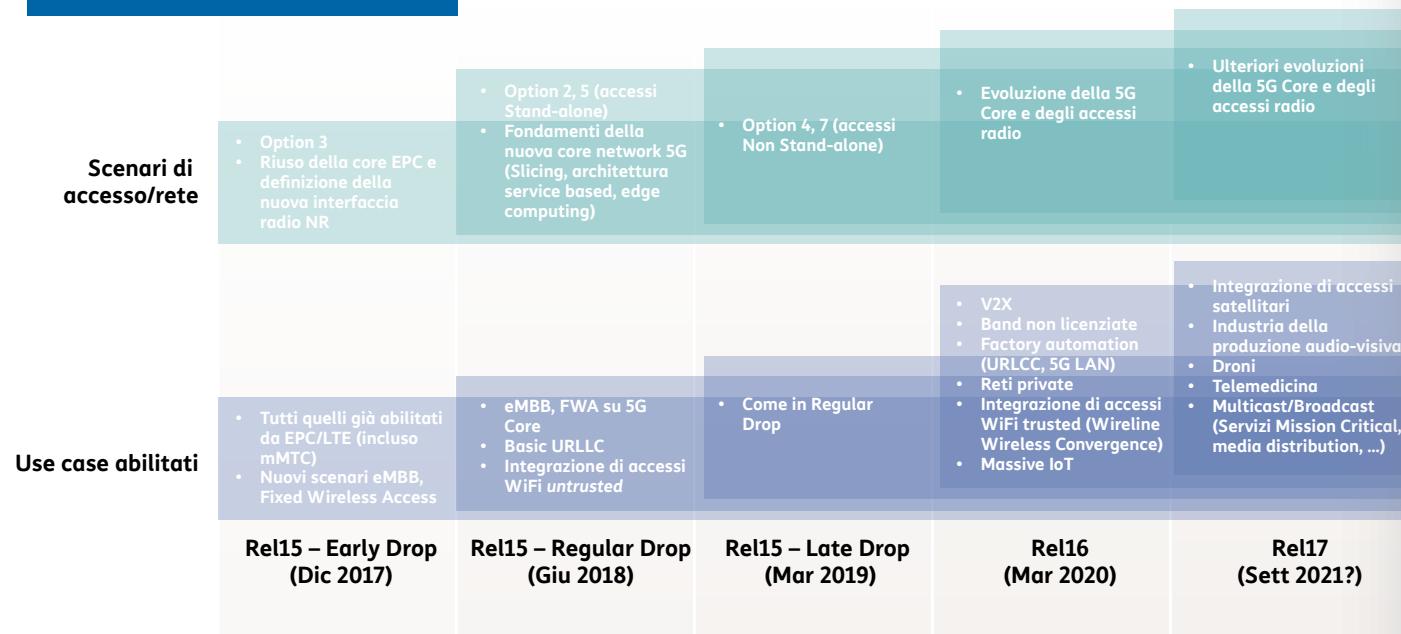 Scenari di
accesso/rete
• Option 3
• Riuso della core EPC e
definizione della
nuova interfaccia
radio NR
• Option 2, 5 (accessi
Stand-alone)
• Fondamenti della
nuova core network 5G
(Slicing, architettura
service based, edge
computing)
• Option 4, 7 (accessi
Non Stand-alone)
• Evoluzione della 5G
Core e degli accessi
radio
• Ulteriori evoluzioni
della 5G Core e degli
accessi radio
Use case abilitati
• Tutti quelli già abilitati
da EPC/LTE (incluso
mMTC)
• Nuovi scenari eMBB,
Fixed Wireless Access
• eMBB, FWA su 5G
Core
• Basic URLLC
• Integrazione di accessi
WiFi untrusted
• Come in Regular
Drop
• V2X
• Band non licenziate
• Factory automation
(URLCC, 5G LAN)
• Reti private
• Integrazione di accessi
WiFi trusted (Wireline
Wireless Convergence)
• Massive IoT
• Integrazione di accessi
satellitari
• Industria della
produzione audio-visiva
• Droni
• Telemedicina
• Multicast/Broadcast
(Servizi Mission Critical,
media distribution, ...)
Rel15 – Early Drop
(Dic 2017)
Rel15 – Regular Drop
(Giu 2018)
Rel15 – Late Drop
(Mar 2019)
Rel16
(Mar 2020)
Rel17
(Sett 2021?)